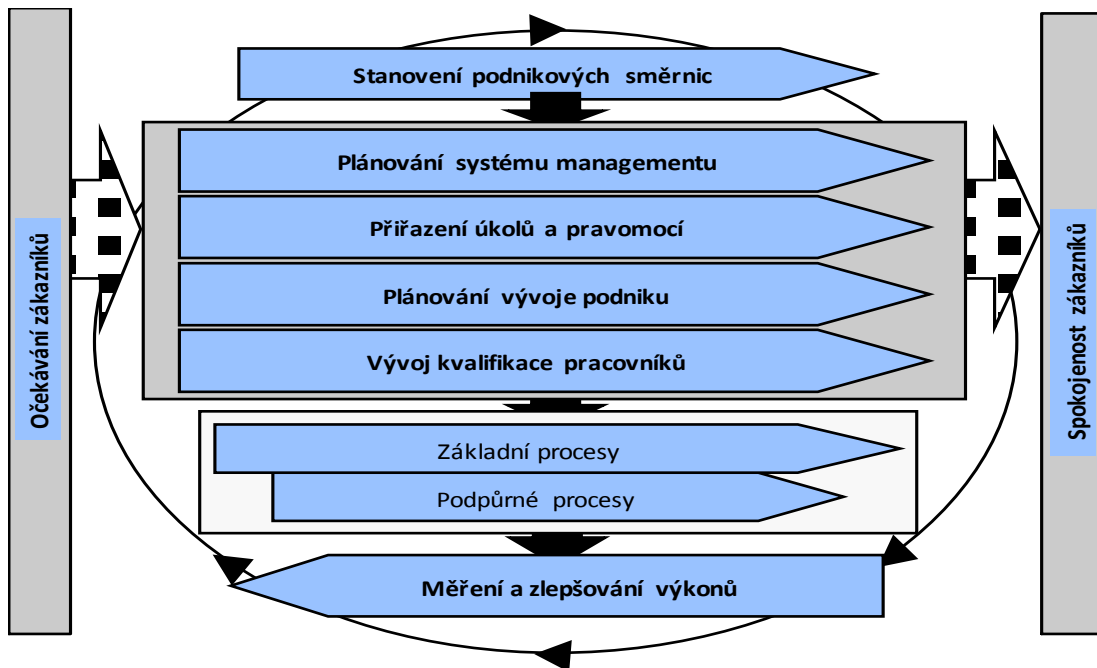 Stanovení podnikových směrnic
Plánování systému managementu
Přiřazení úkolů a pravomocí
Plánování vývoje podniku
Vývoj kvalifikace pracovníků
Očekávání zákazníků
Spokojenost zákazníků
Základní procesy
Podpůrné procesy
Měření a zlepšování výkonů